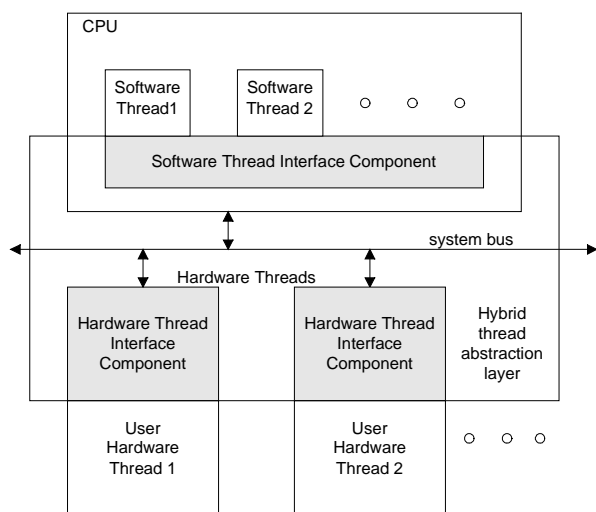 CPU
Software
Thread1
Software
Thread 2
Software Thread Interface Component
system bus
Hardware Threads
Hardware Thread
Interface
Component
Hardware Thread
Interface
Component
Hybrid
thread
abstraction
layer
User
Hardware
Thread 1
User
Hardware
Thread 2